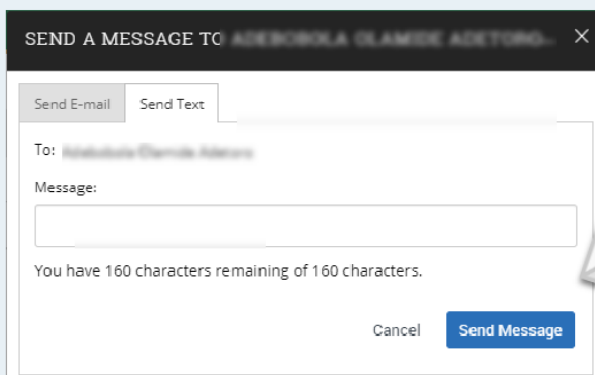 SEND A MESSAGE TO
Send E-mail
Send Text
To:
Message:
You have 160 characters remaining of 160 characters.
Cancel
Send Message